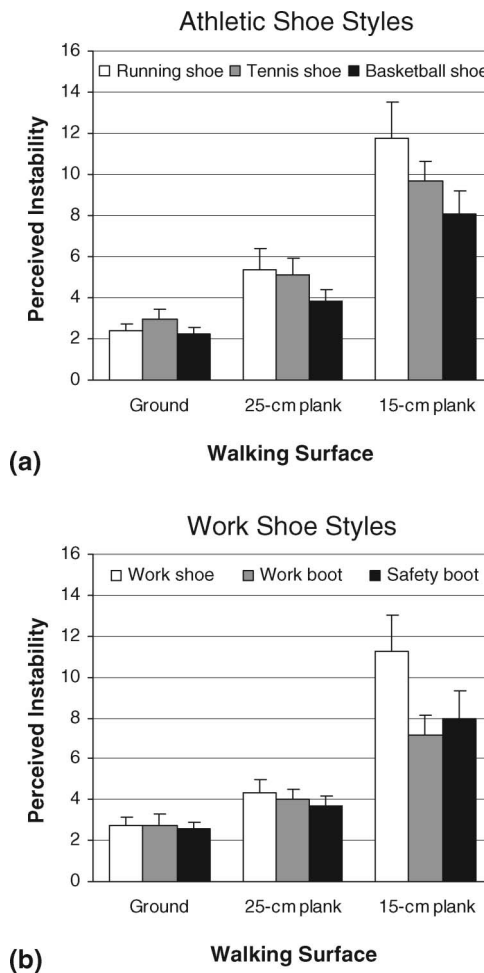 Athletic Shoe Styles
16
Running shoe Tennis shoe Basketball shoe
14
12
10
8
6
4
2
0
Perceived Instability
Ground 25-cm plank 15-cm plank
(a) Walking Surface
Work Shoe Styles
16
Work shoe Work boot Safety boot
14
12
10
8
6
4
2
0
Perceived Instability
Ground 25-cm plank 15-cm plank
(b) Walking Surface